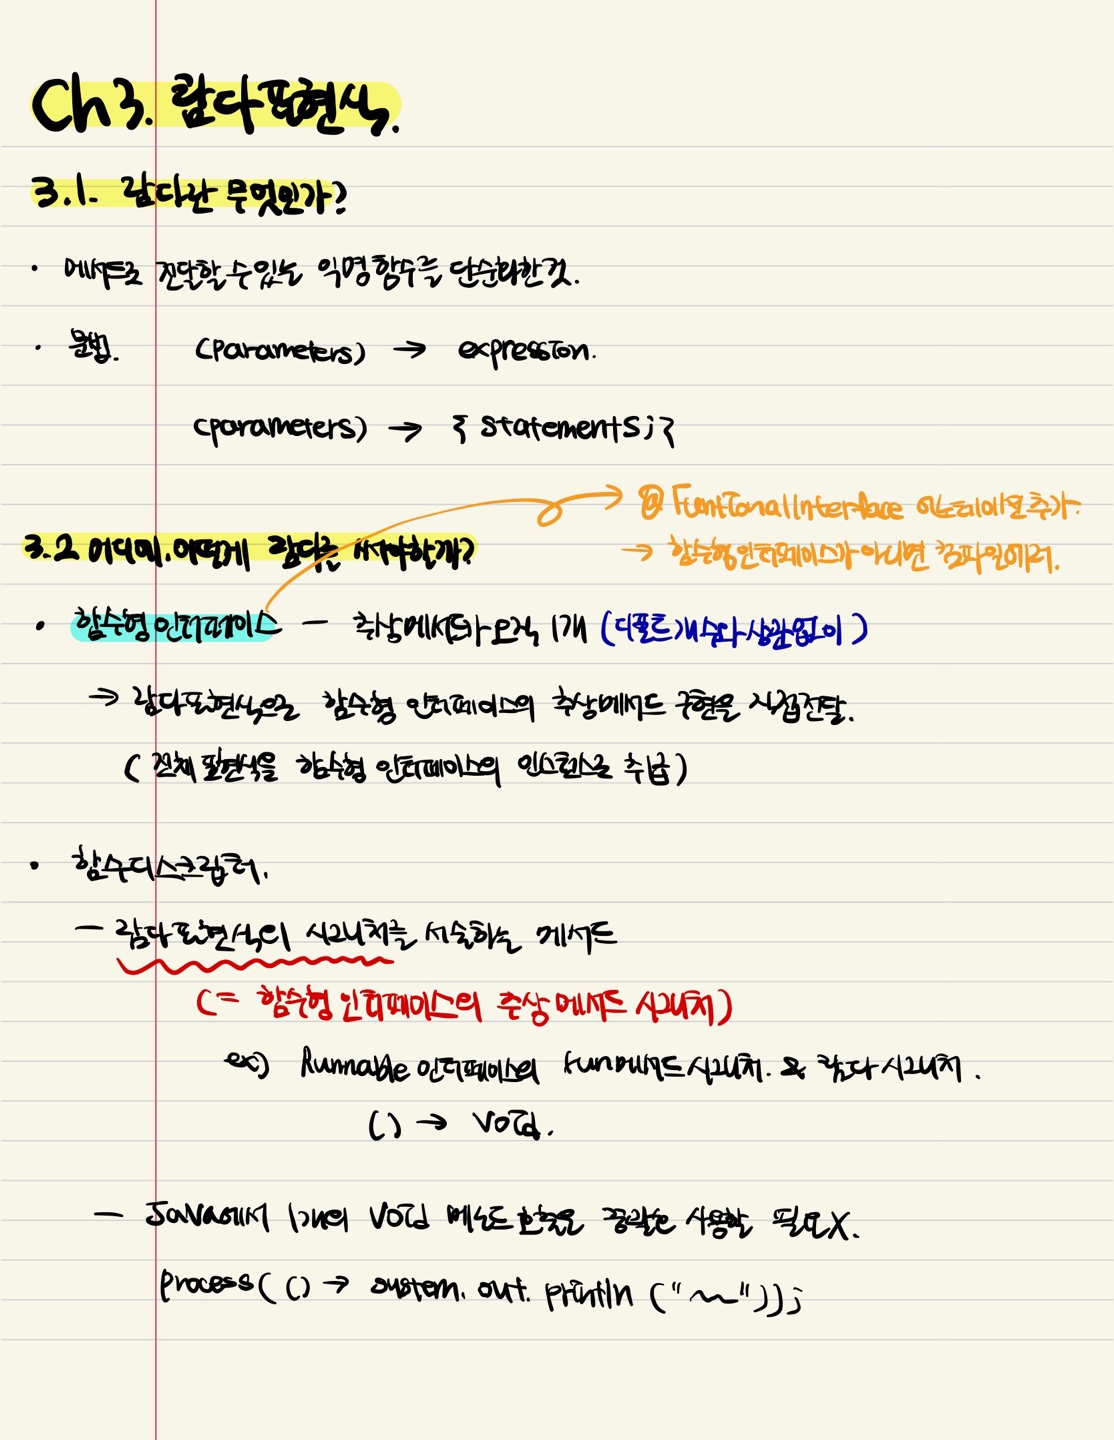 Ch3. 람다표현식.
3.1. 람다란 무엇인가?
· 메서드로 전달할 수 있는 익명함수를 단순화한것.
· 문법. (parameters) → expression.
(parameters) → { statements; }
@FuntionalInterface 어노테이션 추가.
3.2 어디에, 어떻게 람다를 써야할까?
→ 함수형 인터페이스가 아니면 컴파일에러.
· 함수형 인터페이스 - 추상메서드가 오직 1개 (디폴트 개수와 상관없이)
→ 람다표현식으로 함수형 인터페이스의 추상메서드 구현을 직접전달.
(전체 표현식을 함수형 인터페이스의 인스턴스로 취급)
· 함수디스크립터.
- 람다표현식의 시그니처를 서술하는 메서드
(= 함수형 인터페이스의 추상메서드 시그니처)
ex) Runnable 인터페이스의 run메서드 시그니처. & 람다 시그니처.
() → void.
- Java에서 1개의 void 메소드 호출은 중괄호 사용할 필요X.
process( () → system.out.println ("~"));